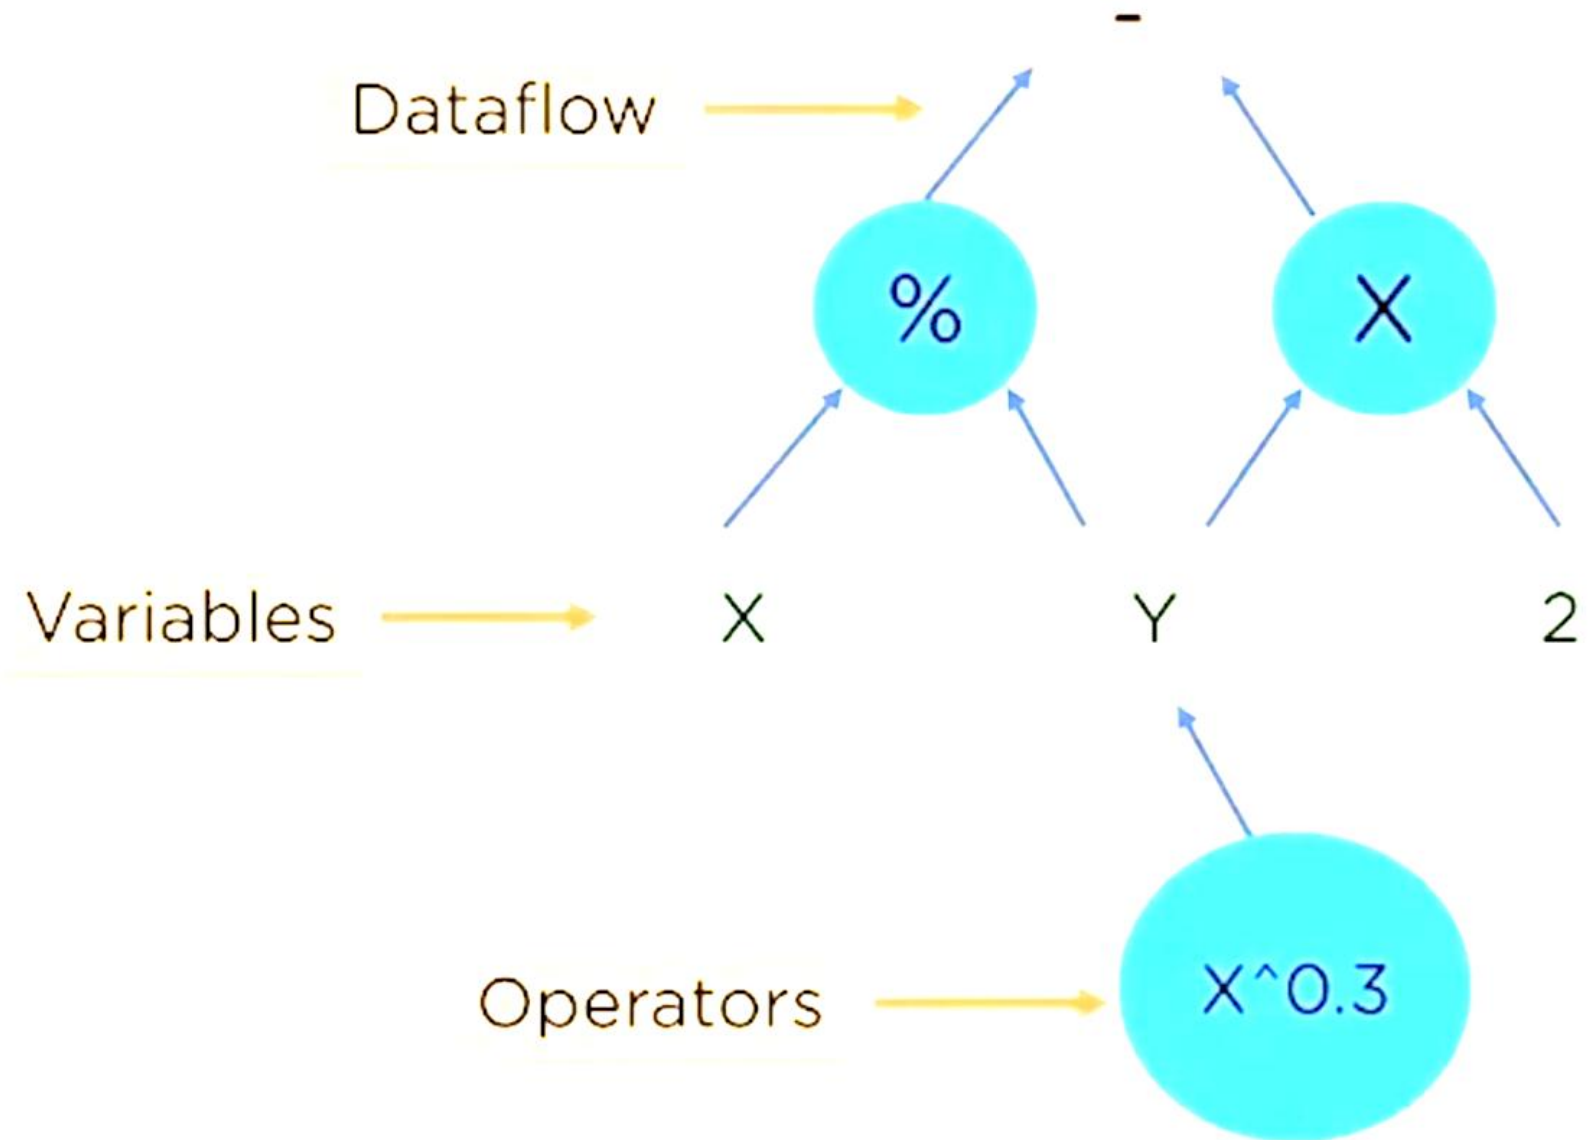 -
Dataflow
%
X
Variables
X
Y
2
Operators
X^0.3